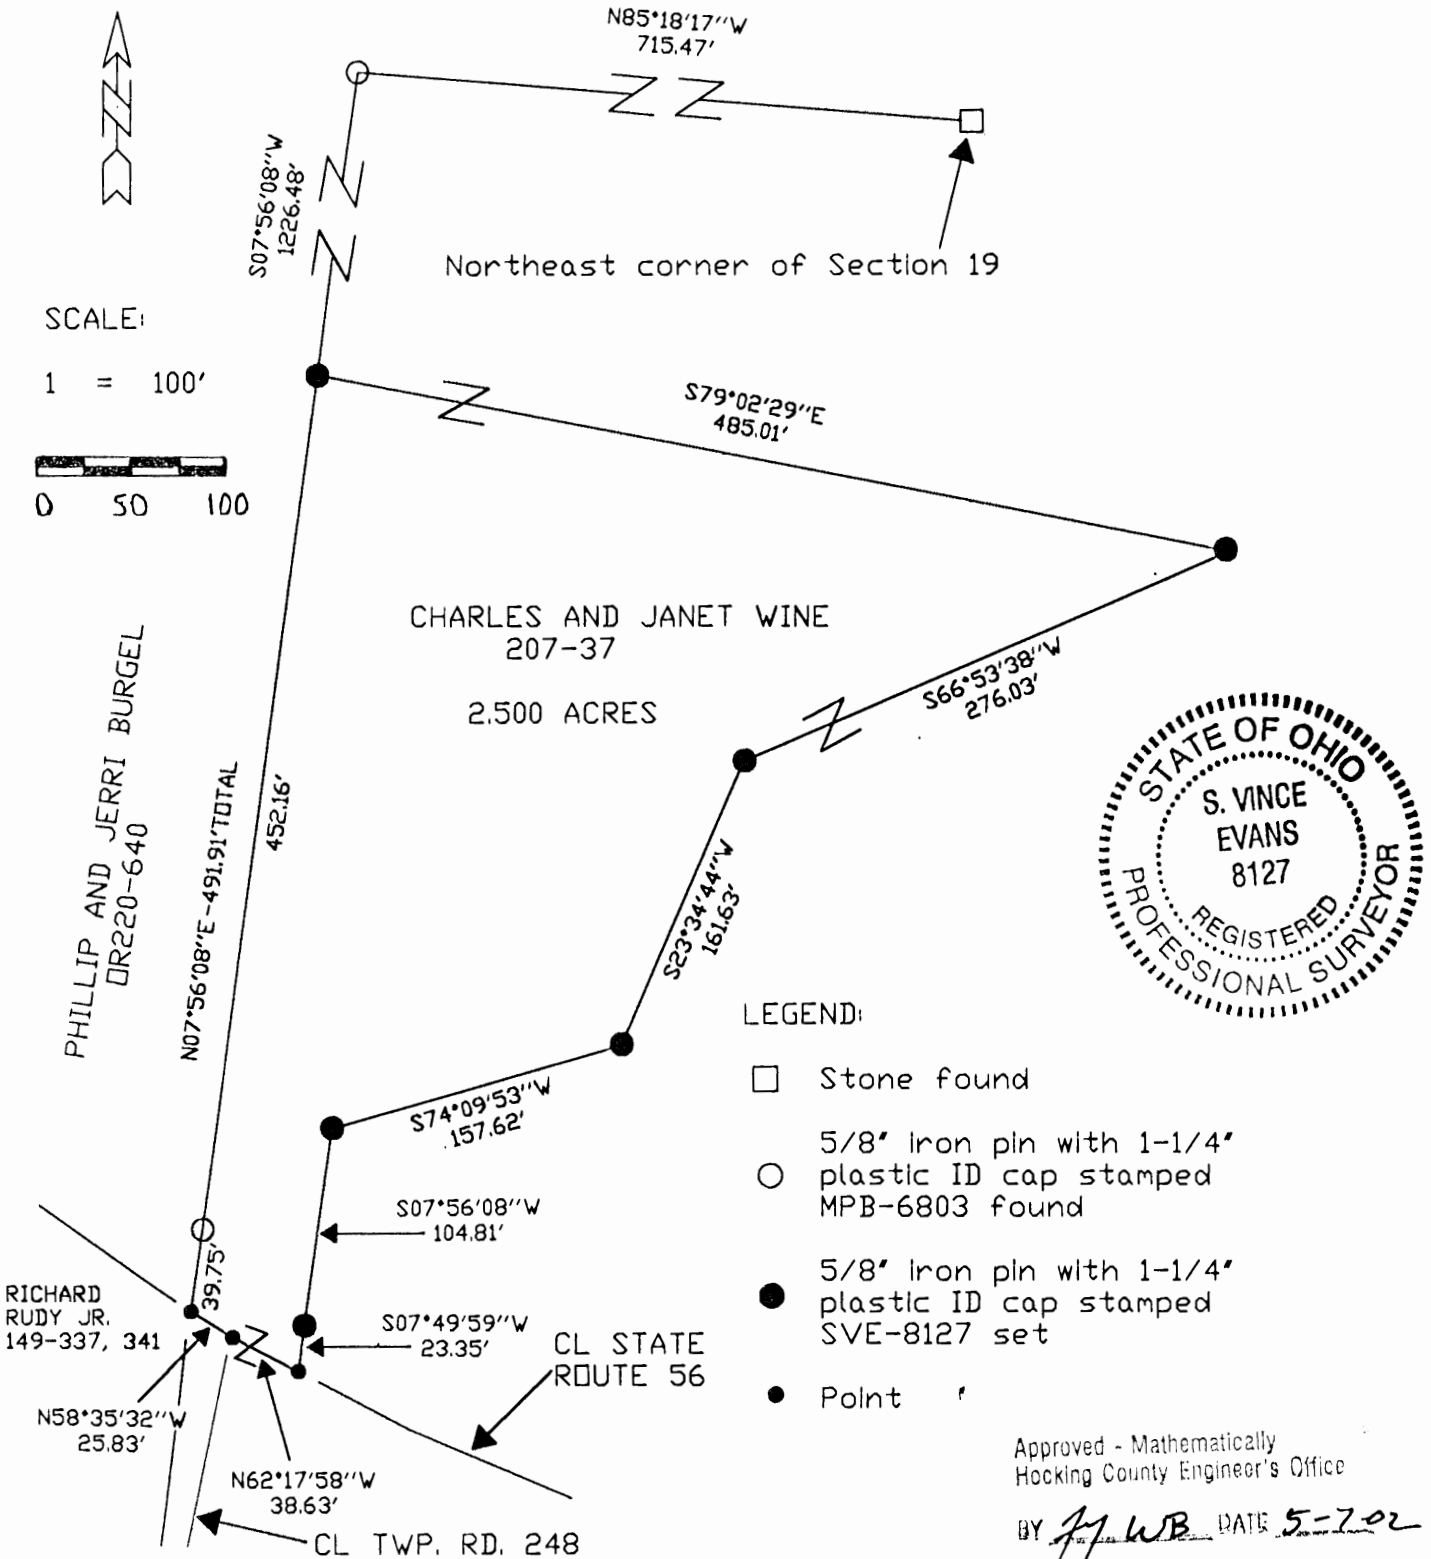 N85°18'17"W
715.47'
S07°56'08"W
1226.48'
Northeast corner of Section 19
SCALE:
1 = 100'
0 50 100
S79°02'29"E
485.01'
CHARLES AND JANET WINE
207-37
2.500 ACRES
S66°53'38"W
276.03'
PHILLIP AND JERRI BURGEL
OR220-640
N07°56'08"E-491.91'TOTAL
452.16'
STATE OF OHIO
S. VINCE
EVANS
8127
REGISTERED
PROFESSIONAL SURVEYOR
S23°34'44"W
161.63'
S74°09'53"W
157.62'
LEGEND:
Stone found
5/8" iron pin with 1-1/4"
plastic ID cap stamped
MPB-6803 found
5/8" iron pin with 1-1/4"
plastic ID cap stamped
SVE-8127 set
Point
S07°56'08"W
104.81'
39.75'
RICHARD
RUDY JR.
149-337, 341
S07°49'59"W
23.35'
CL STATE
ROUTE 56
N58°35'32"W
25.83'
N62°17'58"W
38.63'
CL TWP. RD. 248
Approved - Mathematically
Hocking County Engineer's Office
BY WB DATE 5-7-02